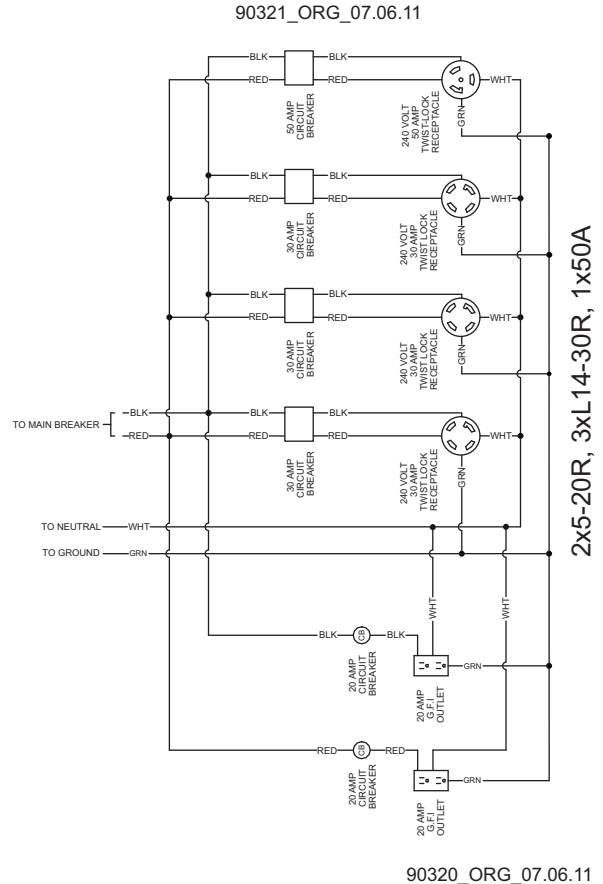 90321_ORG_07.06.11
BLK
BLK
RED
RED
WHT
GRN
50 AMP
CIRCUIT
BREAKER
240 VOLT
50 AMP
TWIST-LOCK
RECEPTACLE
BLK
BLK
RED
RED
WHT
GRN
30 AMP
CIRCUIT
BREAKER
240 VOLT
30 AMP
TWIST LOCK
RECEPTACLE
BLK
BLK
RED
RED
WHT
GRN
30 AMP
CIRCUIT
BREAKER
240 VOLT
30 AMP
TWIST LOCK
RECEPTACLE
TO MAIN BREAKER
BLK
RED
BLK
BLK
RED
RED
WHT
GRN
30 AMP
CIRCUIT
BREAKER
240 VOLT
30 AMP
TWIST LOCK
RECEPTACLE
TO NEUTRAL
WHT
TO GROUND
GRN
WHT
WHT
BLK
CB
BLK
GRN
20 AMP
CIRCUIT
BREAKER
20 AMP
G.F.I
OUTLET
RED
CB
RED
GRN
20 AMP
CIRCUIT
BREAKER
20 AMP
G.F.I
OUTLET
2x5-20R, 3xL14-30R, 1x50A
90320_ORG_07.06.11